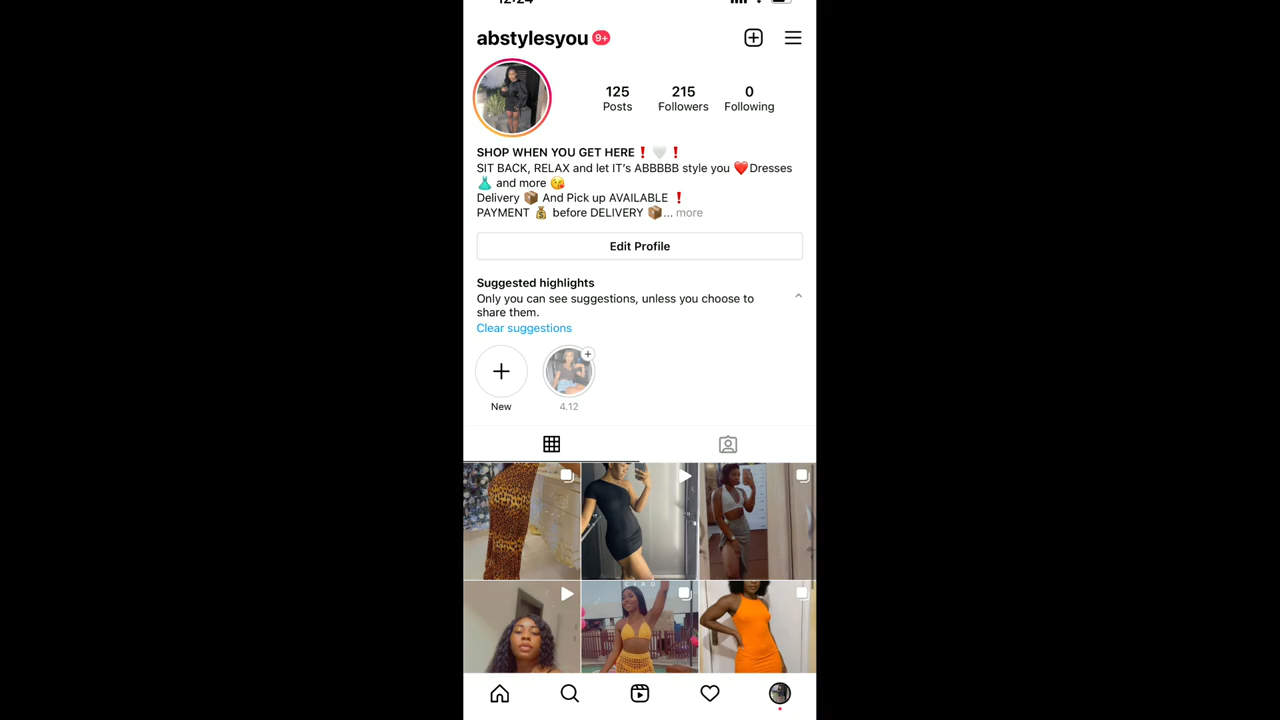 12:24
abstylesyou 9+
125 215 0
Posts Followers Following
SHOP WHEN YOU GET HERE❗🤍❗
SIT BACK, RELAX and let IT's ABBBBB style you ❤️Dresses
👗 and more 😘
Delivery 📦 And Pick up AVAILABLE ❗
PAYMENT 💰 before DELIVERY 📦... more
Edit Profile
Suggested highlights
Only you can see suggestions, unless you choose to
share them.
Clear suggestions
New 4.12